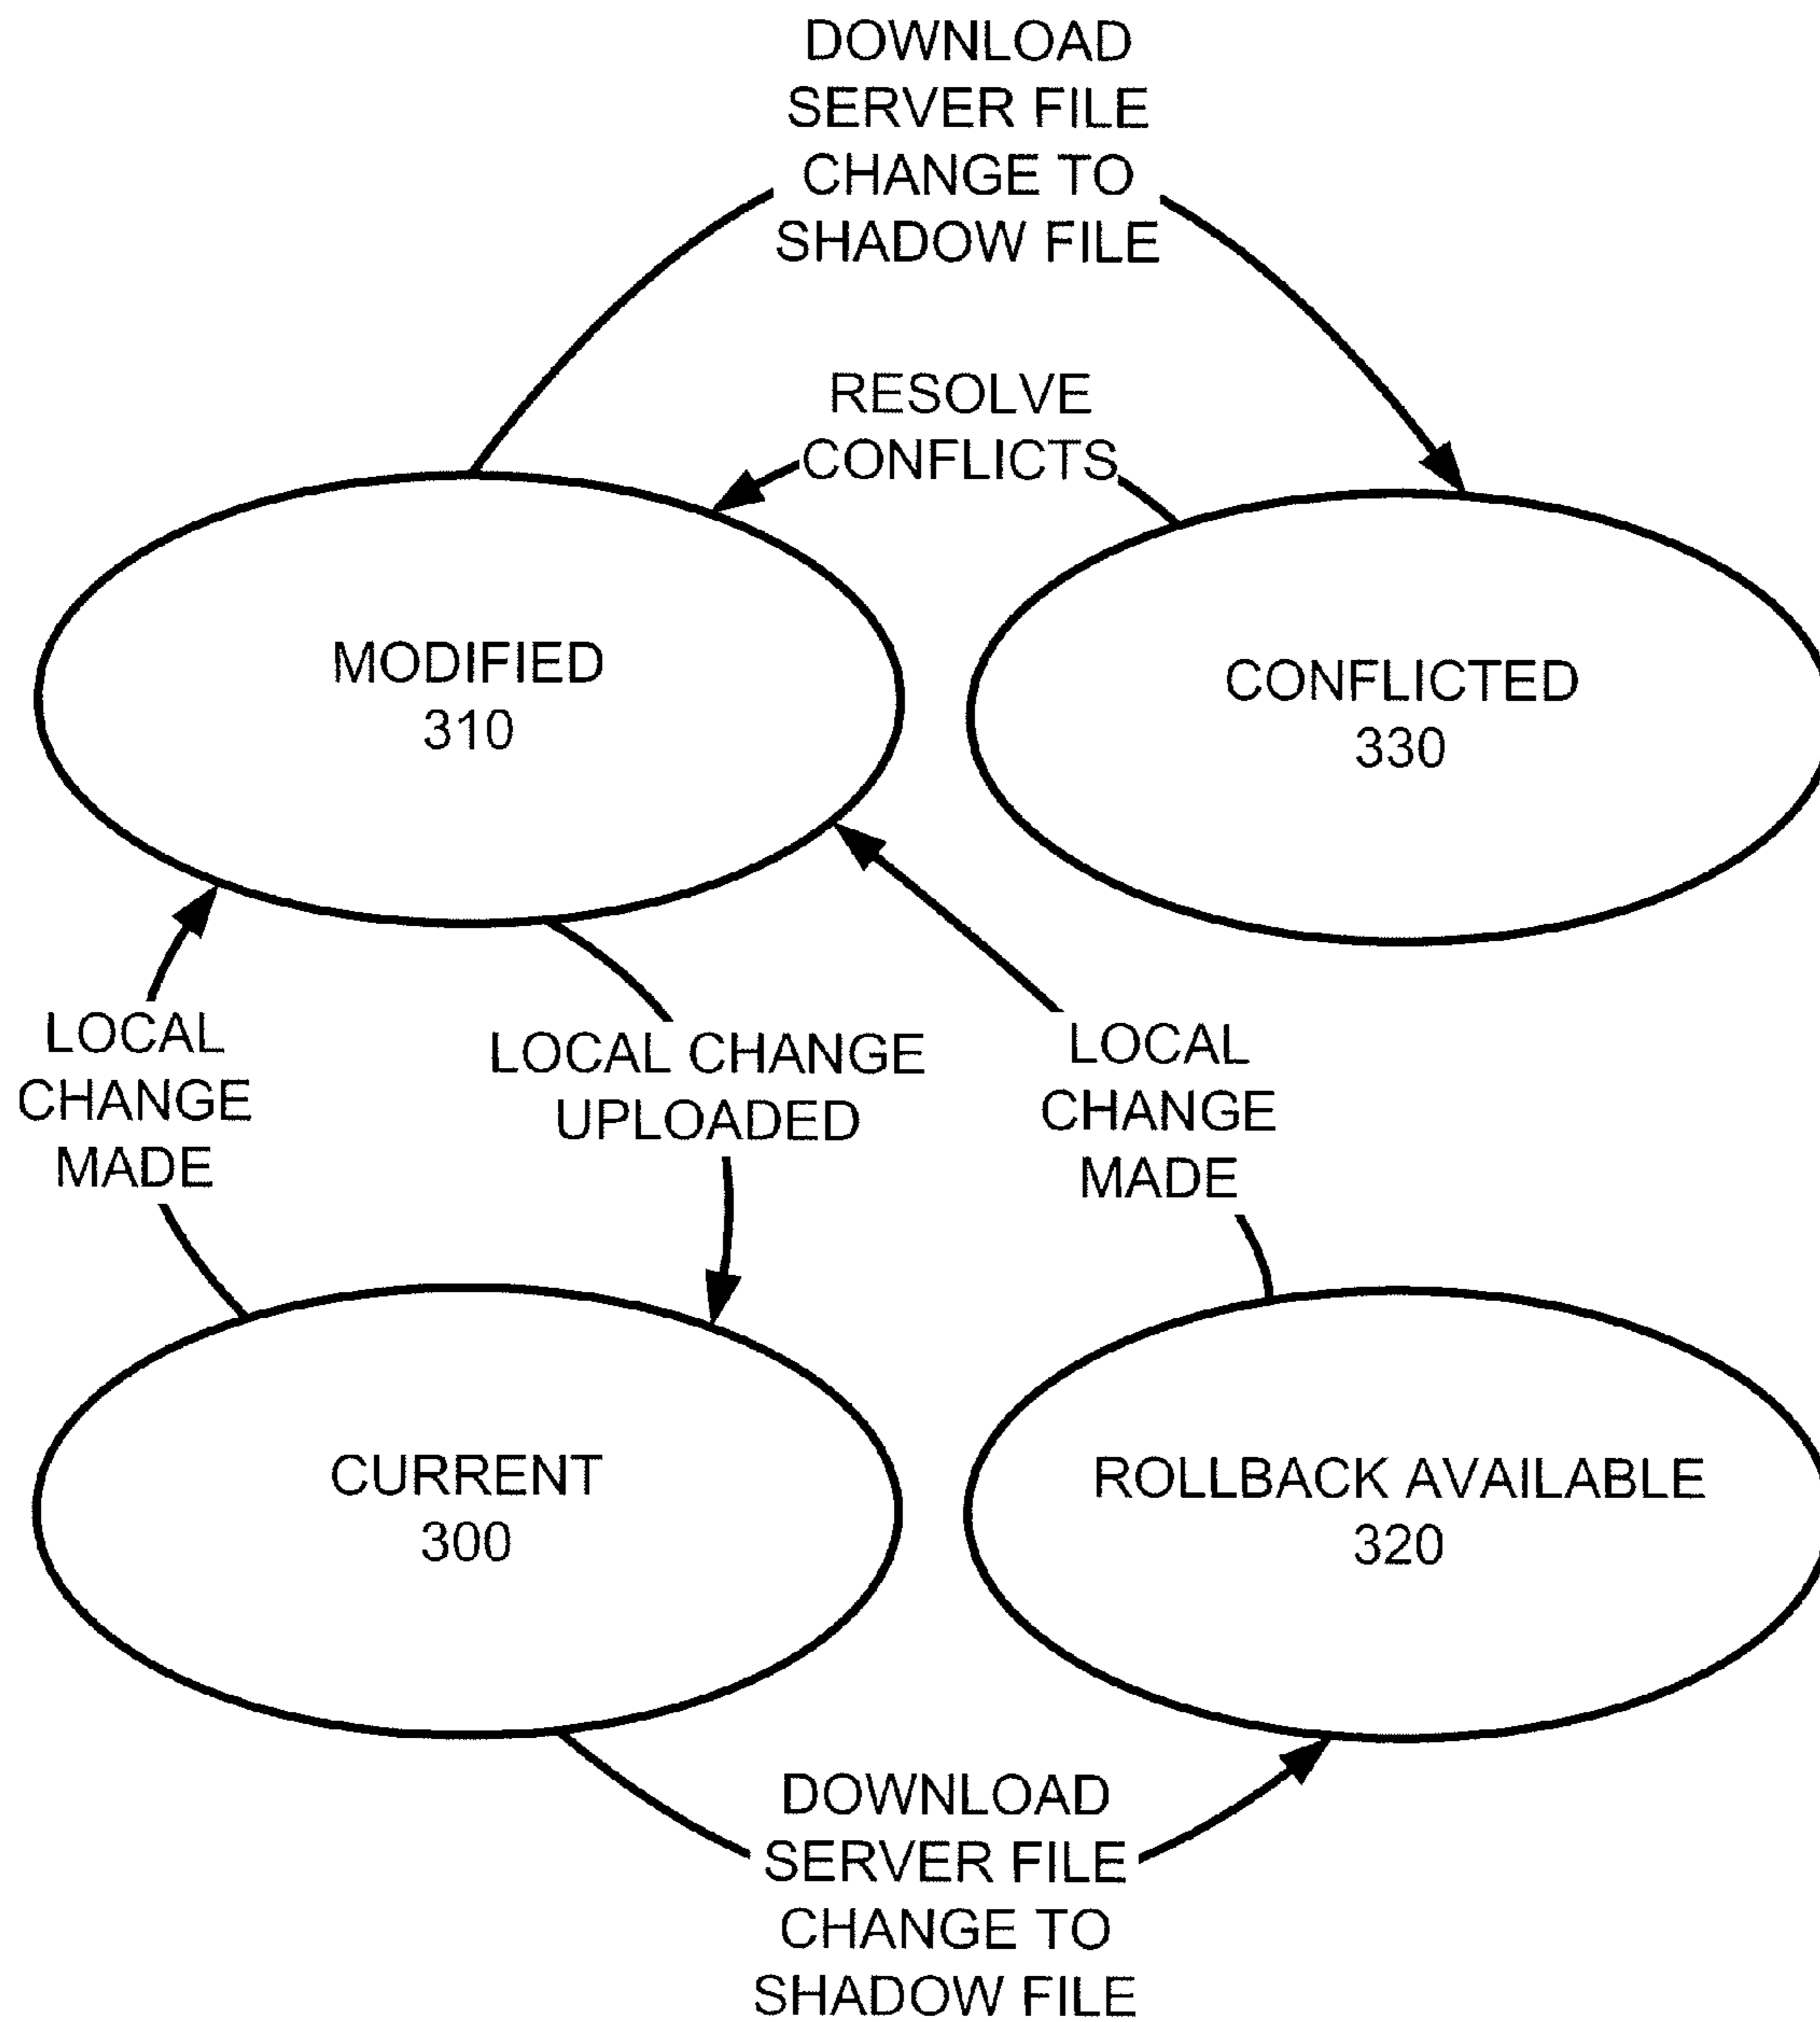 DOWNLOAD
SERVER FILE
CHANGE TO
SHADOW FILE
RESOLVE
CONFLICTS
MODIFIED
310
CONFLICTED
330
LOCAL
CHANGE
MADE
LOCAL CHANGE
UPLOADED
LOCAL
CHANGE
MADE
CURRENT
300
ROLLBACK AVAILABLE
320
DOWNLOAD
SERVER FILE
CHANGE TO
SHADOW FILE